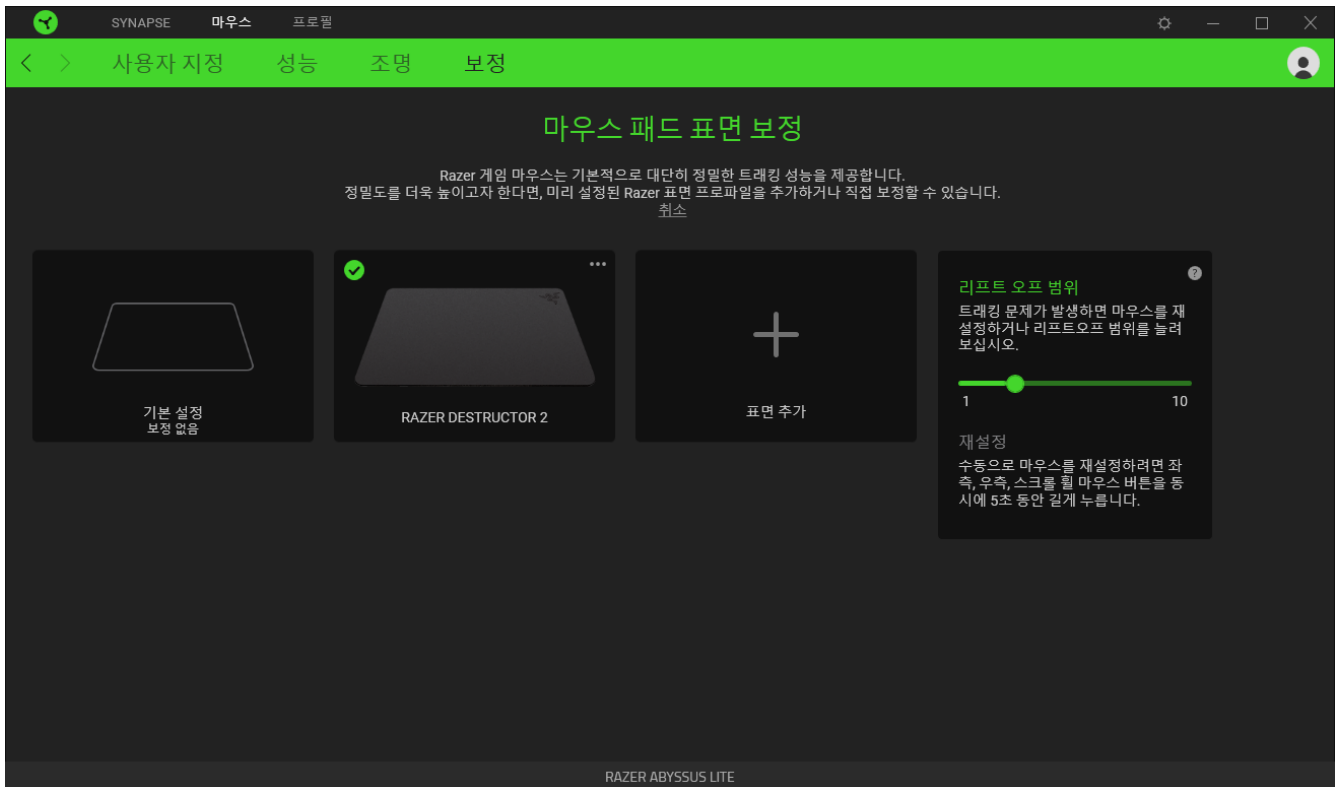 SYNAPSE 마우스 프로필
사용자 지정 성능 조명 보정
마우스 패드 표면 보정
Razer 게임 마우스는 기본적으로 대단히 정밀한 트래킹 성능을 제공합니다.
정밀도를 더욱 높이고자 한다면, 미리 설정된 Razer 표면 프로파일을 추가하거나 직접 보정할 수 있습니다.
취소
기본 설정
보정 없음
RAZER DESTRUCTOR 2
표면 추가
리프트 오프 범위
트래킹 문제가 발생하면 마우스를 재
설정하거나 리프트오프 범위를 늘려
보십시오.
1 10
재설정
수동으로 마우스를 재설정하려면 좌
측, 우측, 스크롤 휠 마우스 버튼을 동
시에 5초 동안 길게 누릅니다.
RAZER ABYSSUS LITE